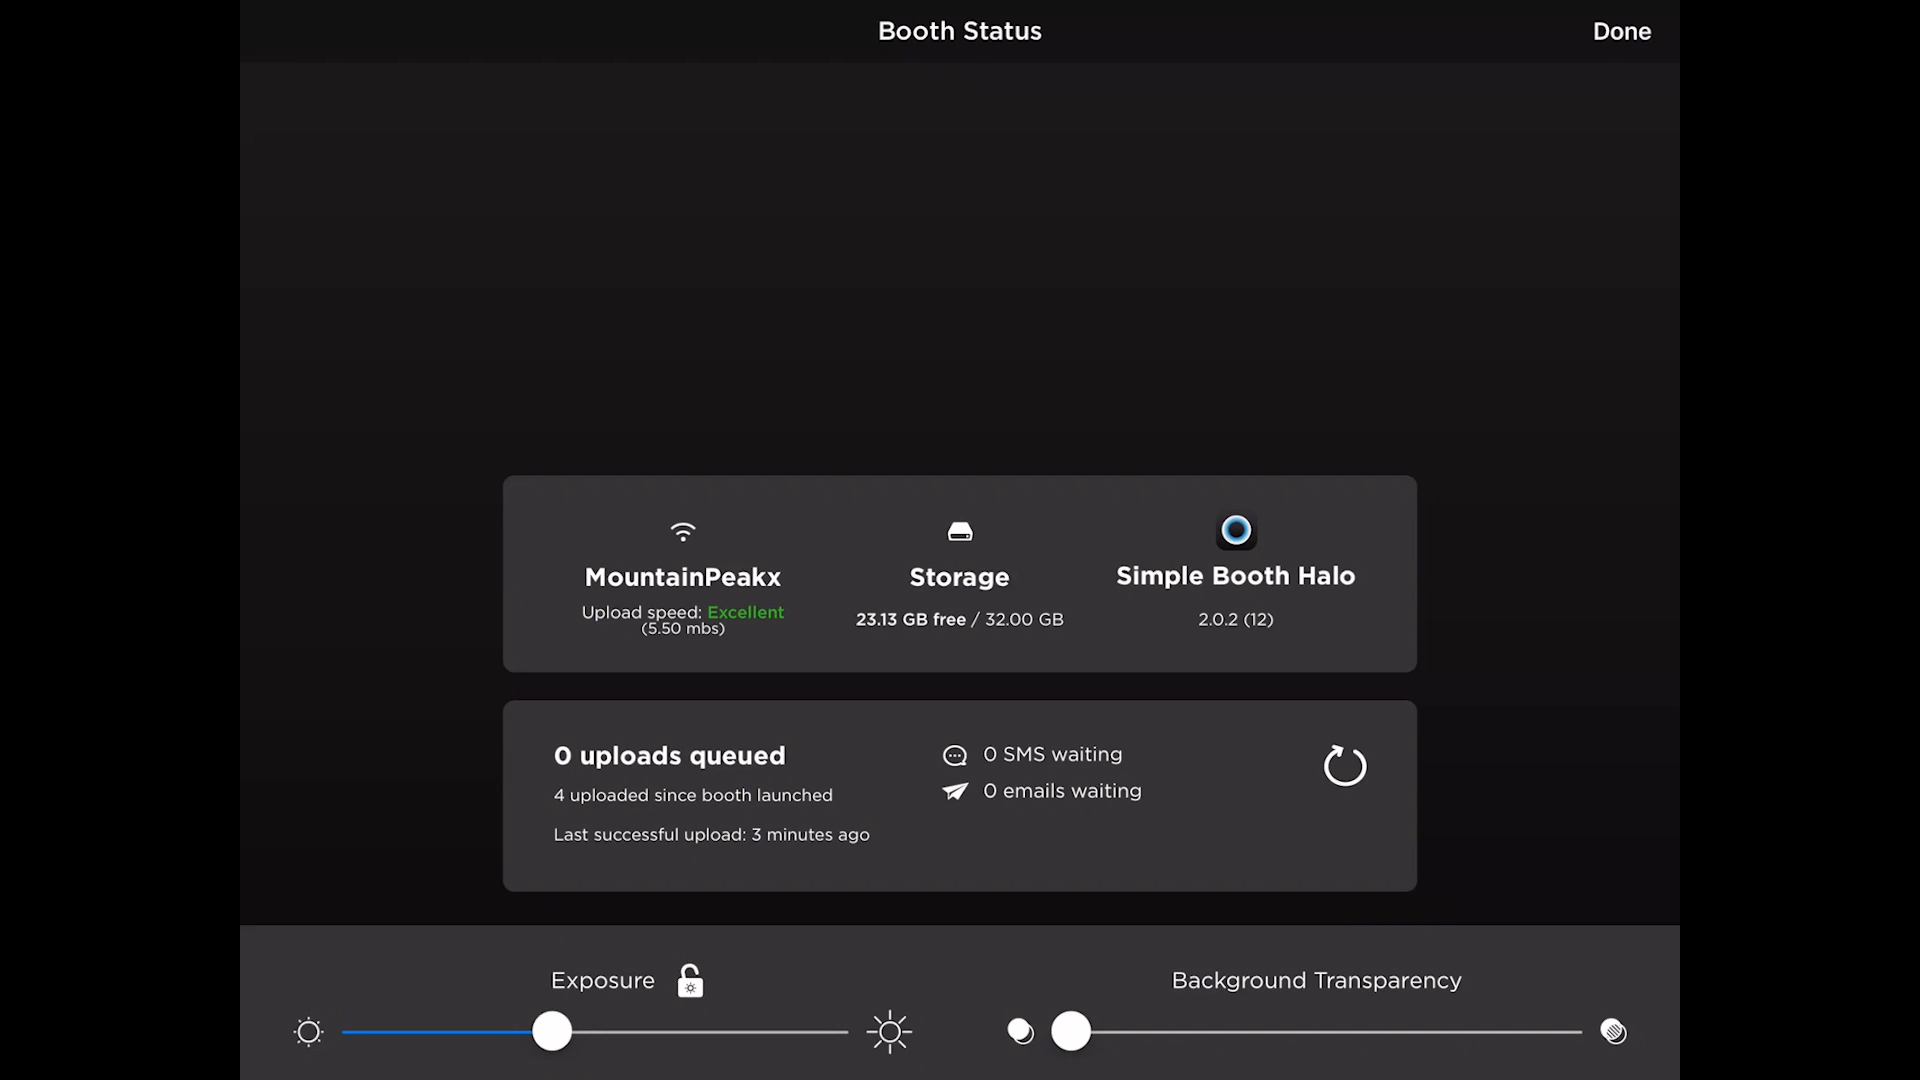 Booth Status
Done
MountainPeakx
Upload speed: Excellent
(5.50 mbs)
Storage
23.13 GB free / 32.00 GB
Simple Booth Halo
2.0.2 (12)
0 uploads queued
4 uploaded since booth launched
Last successful upload: 3 minutes ago
0 SMS waiting
0 emails waiting
Exposure
Background Transparency